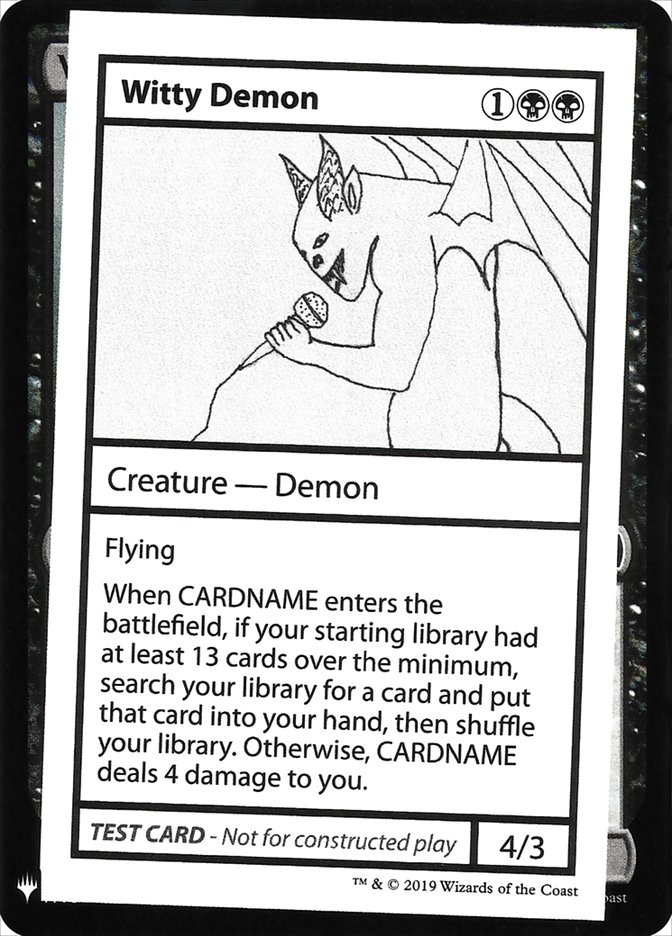 Witty Demon
1
Creature — Demon
Flying
When CARDNAME enters the
battlefield, if your starting library had
at least 13 cards over the minimum,
search your library for a card and put
that card into your hand, then shuffle
your library. Otherwise, CARDNAME
deals 4 damage to you.
TEST CARD - Not for constructed play
4/3
™ & © 2019 Wizards of the Coast